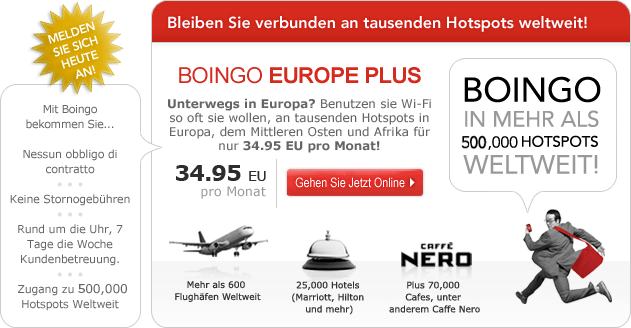 MELDEN
SIE SICH
HEUTE
AN!
Mit Boingo
bekommen Sie...
Nessun obbligo di
contratto
Keine Stornogebühren
Rund um die Uhr, 7
Tage die Woche
Kundenbetreuung.
Zugang zu 500,000
Hotspots Weltweit
Bleiben Sie verbunden an tausenden Hotspots weltweit!
BOINGO EUROPE PLUS
Unterwegs in Europa? Benutzen sie Wi-Fi
so oft sie wollen, an tausenden Hotspots in
Europa, dem Mittleren Osten und Afrika für
nur 34.95 EU pro Monat!
34.95 EU
pro Monat
Gehen Sie Jetzt Online
BOINGO
IN MEHR ALS
500,000 HOTSPOTS
WELTWEIT!
Mehr als 600
Flughäfen Weltweit
25,000 Hotels
(Marriott, Hilton
und mehr)
CAFFÈ
NERO
Plus 70,000
Cafes, unter
anderem Caffe Nero